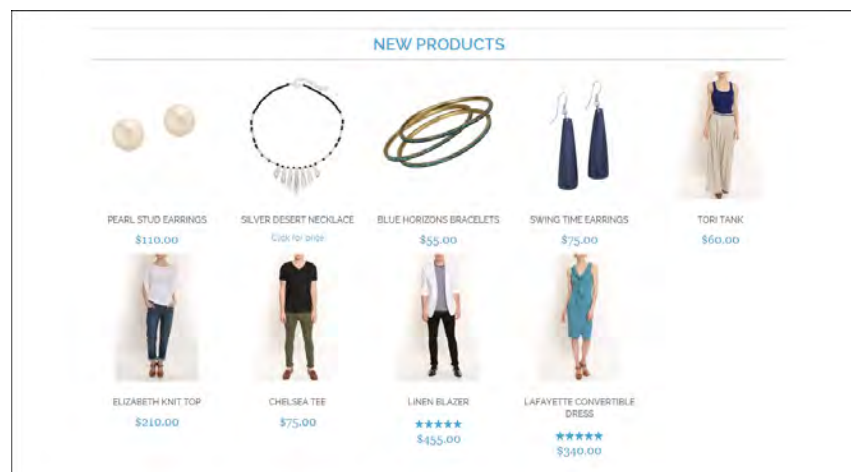 NEW PRODUCTS
PEARL STUD EARRINGS
SILVER DESERT NECKLACE
BLUE HORIZONS BRACELETS
SWING TIME EARRINGS
TORI TANK
$110.00
Click for price
$55.00
$75.00
$60.00
ELIZABETH KNIT TOP
CHELSEA TEE
LINEN BLAZER
LAFAYETTE CONVERTIBLE
DRESS
$210.00
$75.00
$455.00
$340.00